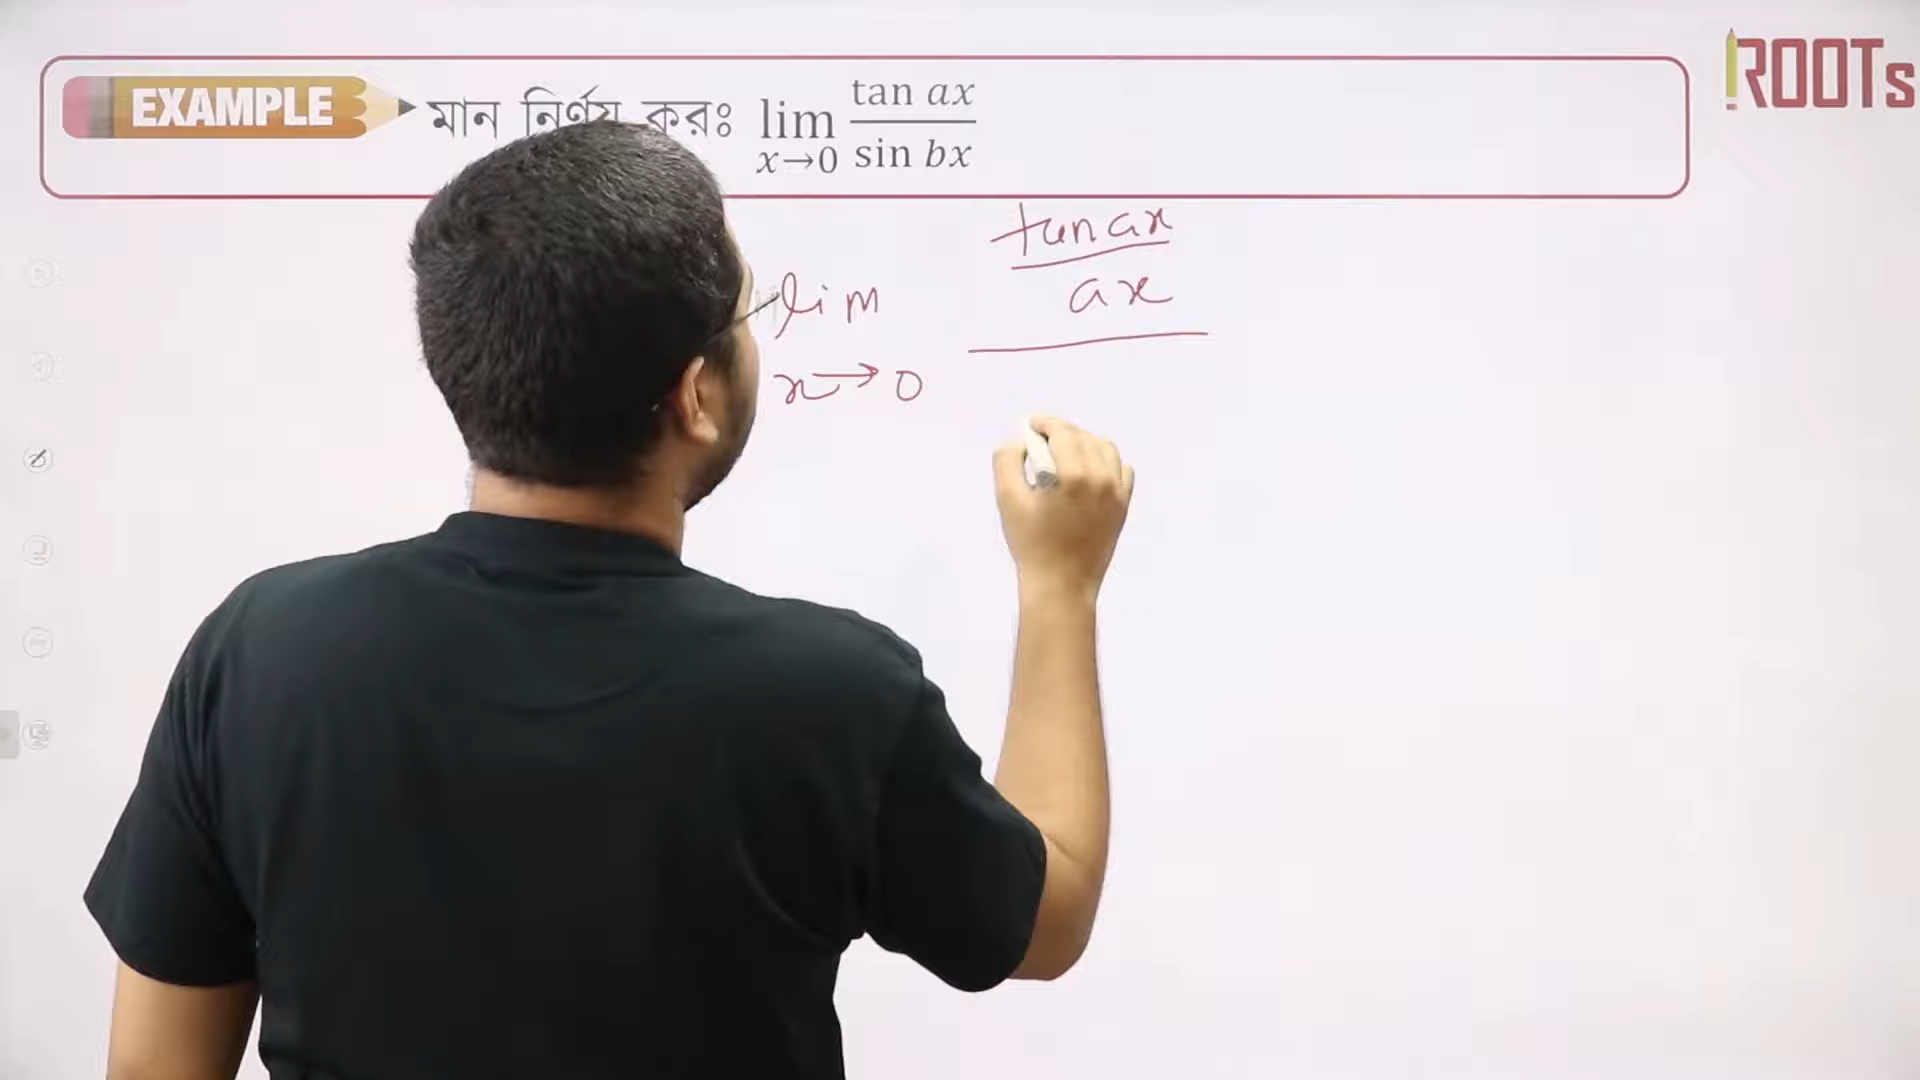 ROOTs
EXAMPLE
মান নির্ণয় করঃ lim tan ax
x→0 sin bx
tan ax
lim ax
x→0